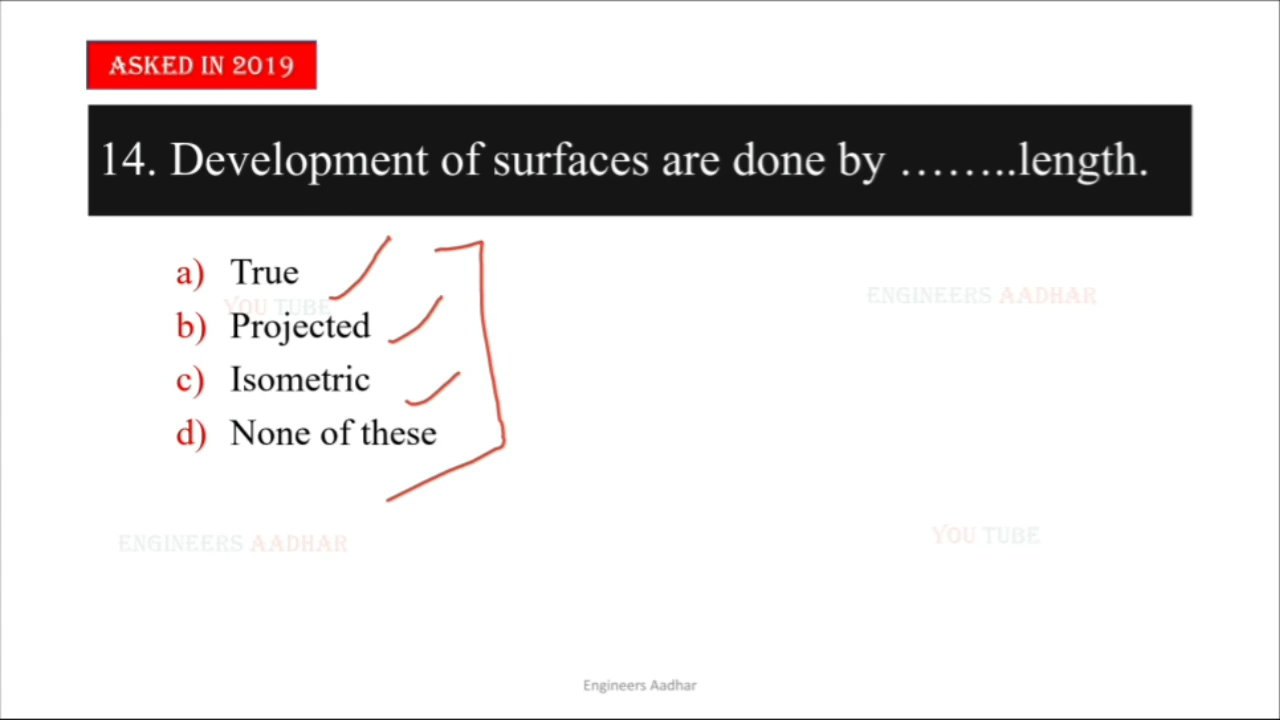 ASKED IN 2019
14. Development of surfaces are done by ........length.
a) True
YOU TUBE
ENGINEERS AADHAR
b) Projected
c) Isometric
d) None of these
ENGINEERS AADHAR
YOU TUBE
Engineers Aadhar